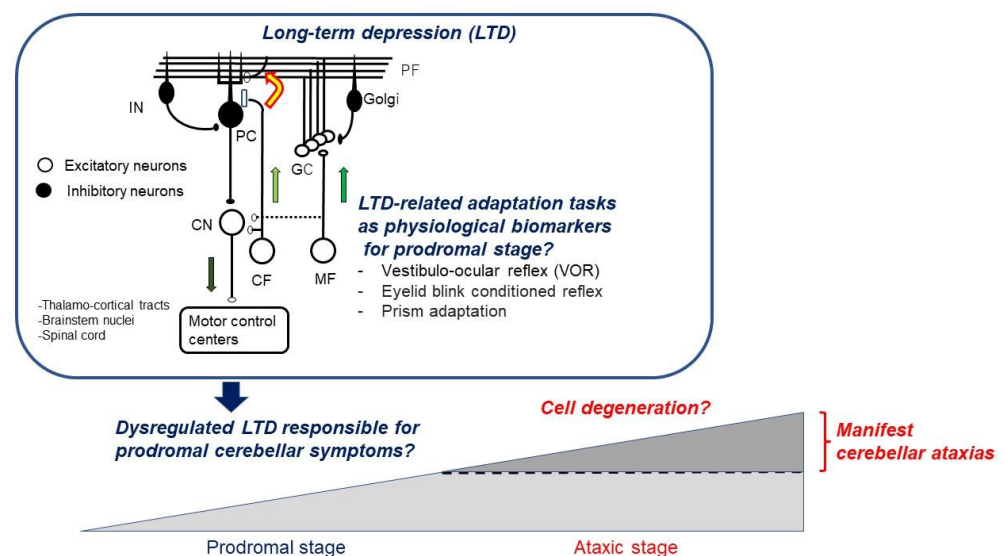 Long-term depression (LTD)
PF
IN
Golgi
PC
GC
Excitatory neurons
Inhibitory neurons
LTD-related adaptation tasks
as physiological biomarkers
for prodromal stage?
- Vestibulo-ocular reflex (VOR)
- Eyelid blink conditioned reflex
- Prism adaptation
CN
CF
MF
-Thalamo-cortical tracts
-Brainstem nuclei
-Spinal cord
Motor control
centers
Dysregulated LTD responsible for
prodromal cerebellar symptoms?
Cell degeneration?
Manifest
cerebellar ataxias
Prodromal stage
Ataxic stage